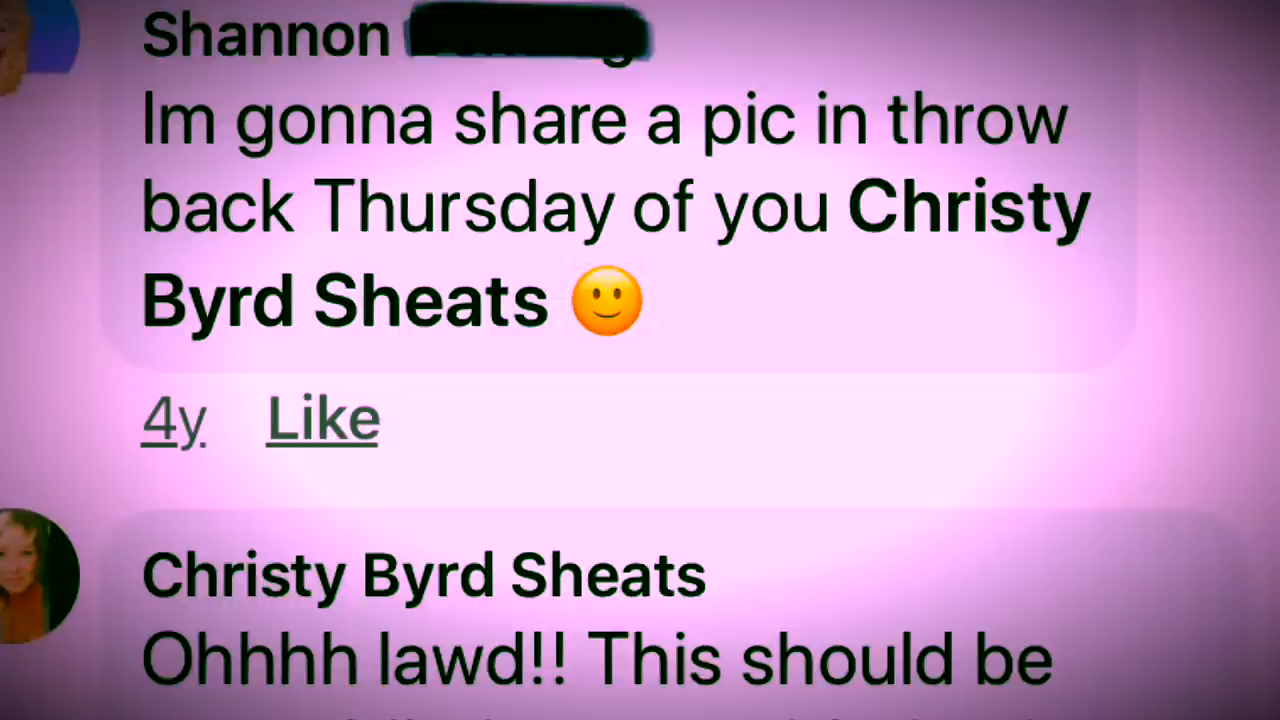 Shannon
Im gonna share a pic in throw
back Thursday of you Christy
Byrd Sheats 🙂
4y Like
Christy Byrd Sheats
Ohhhh lawd!! This should be